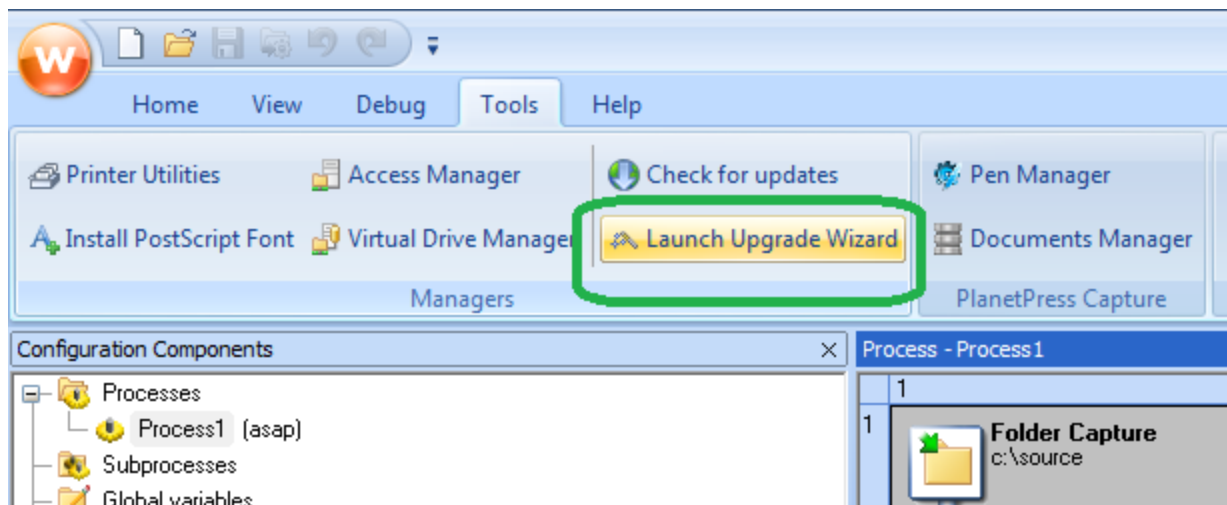 W
Home View Debug Tools Help
Printer Utilities Access Manager Check for updates Pen Manager
Install PostScript Font Virtual Drive Manager Launch Upgrade Wizard Documents Manager
Managers PlanetPress Capture
Configuration Components Process - Process1
Processes 1
Process1 (asap) 1 Folder Capture
c:\source
Subprocesses
Global variables